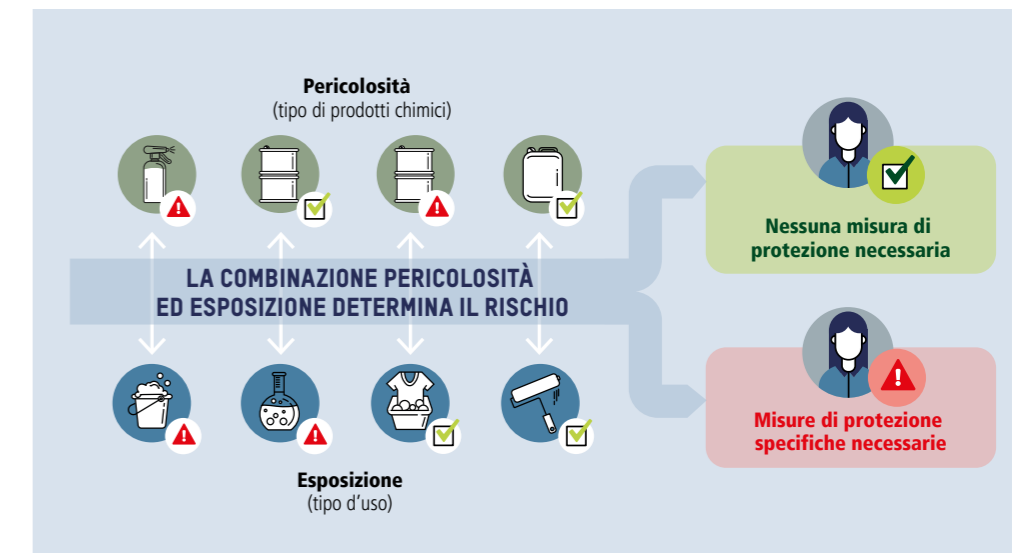 Pericolosità
(tipo di prodotti chimici)
LA COMBINAZIONE PERICOLOSITÀ
ED ESPOSIZIONE DETERMINA IL RISCHIO
Esposizione
(tipo d’uso)
Nessuna misura di
protezione necessaria
Misure di protezione
specifiche necessarie